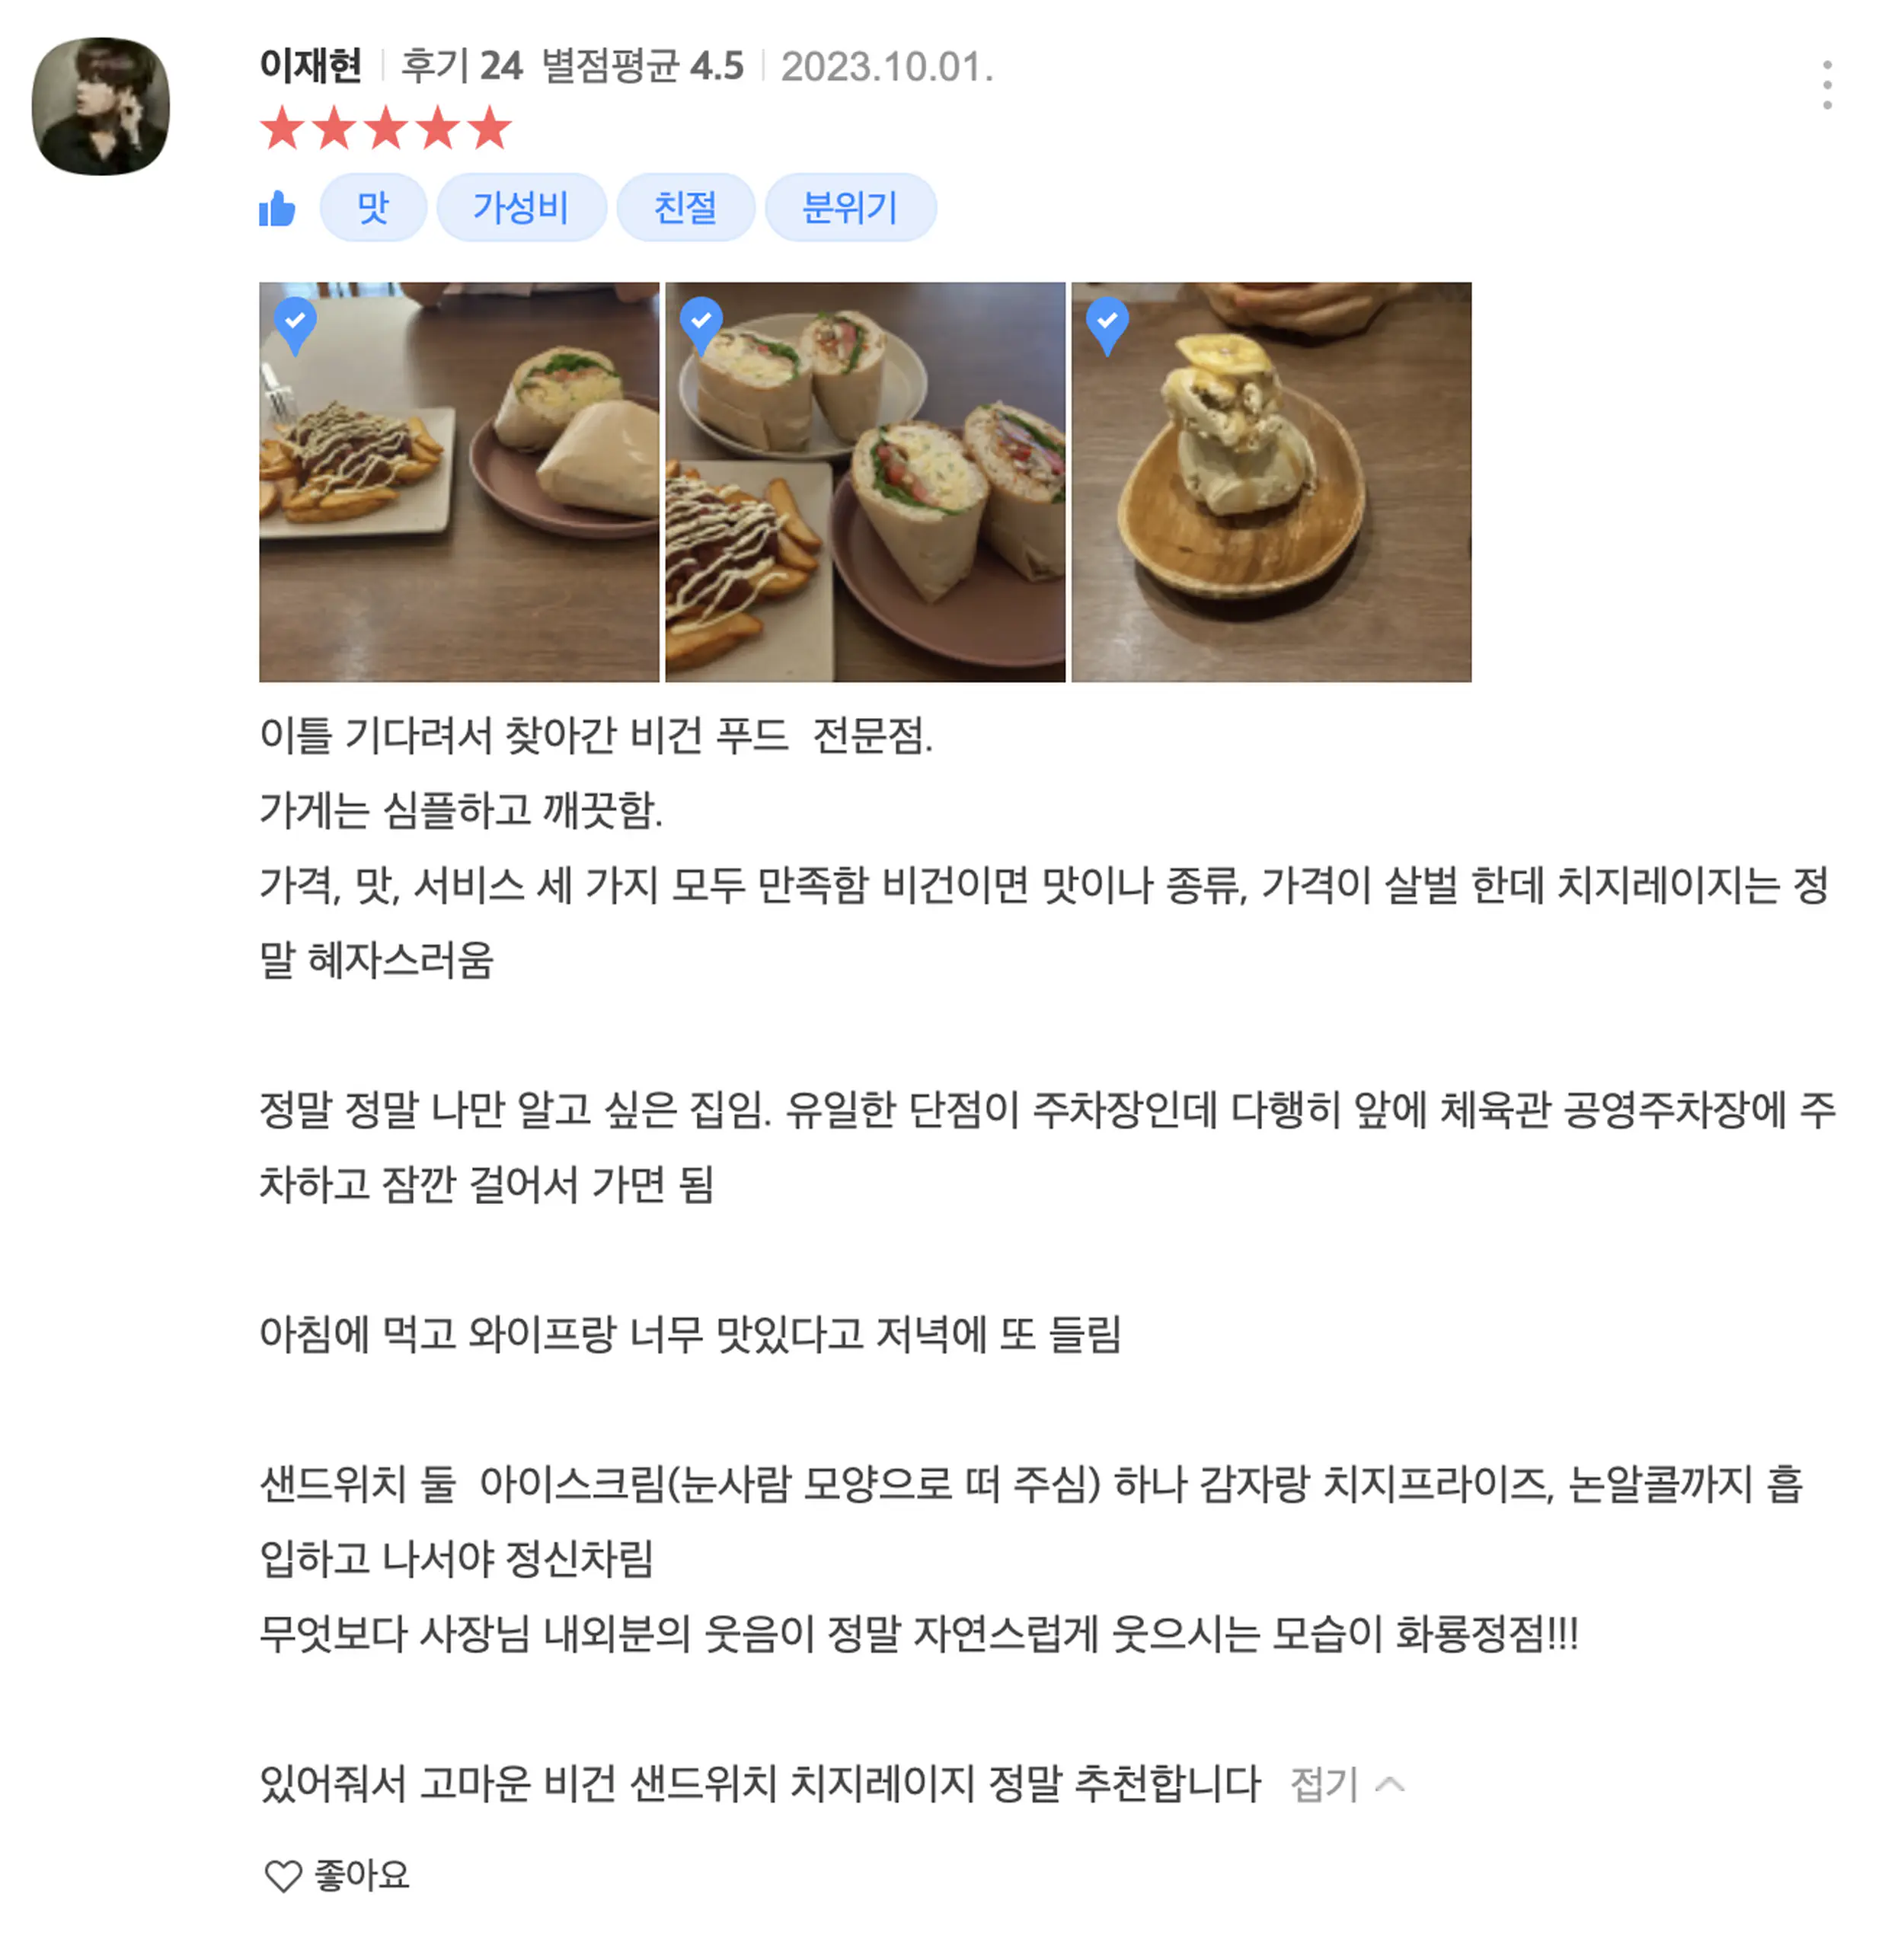 이재현 후기 24 별점평균 4.5 2023.10.01.
맛 가성비 친절 분위기
이틀 기다려서 찾아간 비건 푸드  전문점.
가게는 심플하고 깨끗함.
가격, 맛, 서비스 세 가지 모두 만족함 비건이면 맛이나 종류, 가격이 살벌 한데 치지레이지는 정
말 혜자스러움
정말 정말 나만 알고 싶은 집임. 유일한 단점이 주차장인데 다행히 앞에 체육관 공영주차장에 주
차하고 잠깐 걸어서 가면 됨
아침에 먹고 와이프랑 너무 맛있다고 저녁에 또 들림
샌드위치 둘  아이스크림(눈사람 모양으로 떠 주심) 하나 감자랑 치지프라이즈, 논알콜까지 흡
입하고 나서야 정신차림
무엇보다 사장님 내외분의 웃음이 정말 자연스럽게 웃으시는 모습이 화룡정점!!!
있어줘서 고마운 비건 샌드위치 치지레이지 정말 추천합니다 접기
좋아요